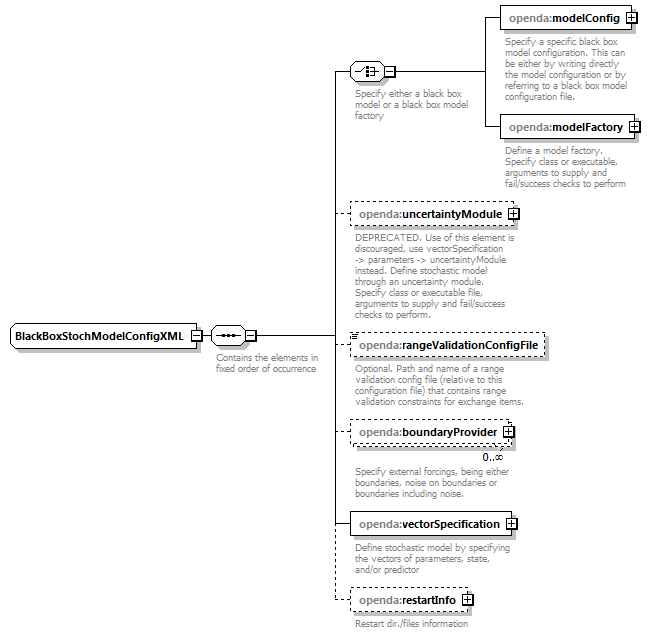 openda:modelConfig
Specify a specific black box
model configuration. This can
be either by writing directly
the model configuration or by
referring to a black box model
configuration file.
Specify either a black box
model or a black box model
factory
openda:modelFactory
Define a model factory.
Specify class or executable,
arguments to supply and
fail/success checks to perform
openda:uncertaintyModule
DEPRECATED. Use of this element is
discouraged, use vectorSpecification
-> parameters -> uncertaintyModule
instead. Define stochastic model
through an uncertainty module.
Specify class or executable file,
arguments to supply and fail/success
checks to perform.
BlackBoxStochModelConfigXML
Contains the elements in
fixed order of occurrence
openda:rangeValidationConfigFile
Optional. Path and name of a range
validation config file (relative to this
configuration file) that contains range
validation constraints for exchange items.
openda:boundaryProvider
0..∞
Specify external forcings, being either
boundaries, noise on boundaries or
boundaries including noise.
openda:vectorSpecification
Define stochastic model by specifying
the vectors of parameters, state,
and/or predictor
openda:restartInfo
Restart dir./files information